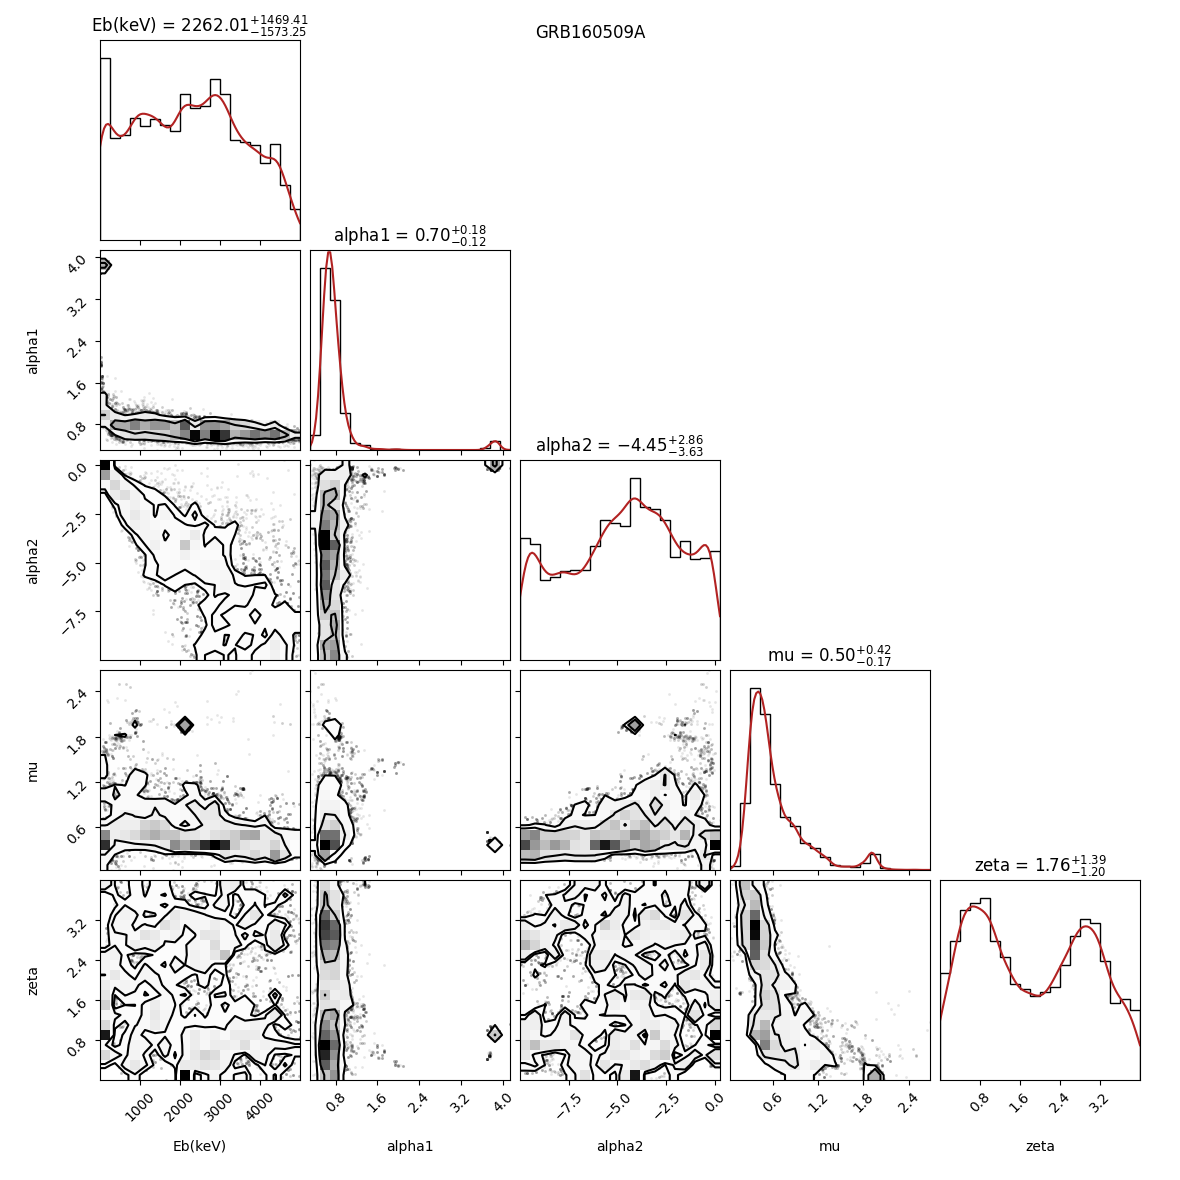 GRB160509A
Eb(keV) = 2262.01+1469.41−1573.25
alpha1 = 0.70+0.18−0.12
4.0
3.2
2.4
1.6
0.8
alpha1
alpha2 = −4.45+2.86−3.63
0.0
−2.5
−5.0
−7.5
alpha2
mu = 0.50+0.42−0.17
2.4
1.8
1.2
0.6
mu
zeta = 1.76+1.39−1.20
3.2
2.4
1.6
0.8
zeta
1000 2000 3000 4000 0.8 1.6 2.4 3.2 4.0 −7.5 −5.0 −2.5 0.0 0.6 1.2 1.8 2.4 0.8 1.6 2.4 3.2
Eb(keV) alpha1 alpha2 mu zeta